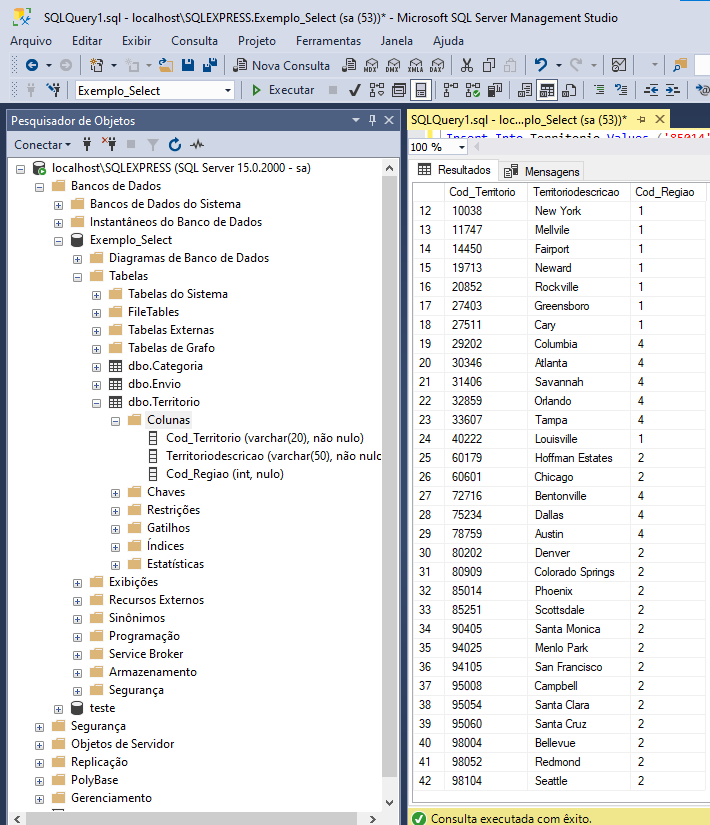 SQLQuery1.sql - localhost\SQLEXPRESS.Exemplo_Select (sa (53))* - Microsoft SQL Server Management Studio
Arquivo Editar Exibir Consulta Projeto Ferramentas Janela Ajuda
Nova Consulta MDX DMX XMLA DAX
Exemplo_Select Executar
Pesquisador de Objetos
Conectar
localhost\SQLEXPRESS (SQL Server 15.0.2000 - sa)
Bancos de Dados
Bancos de Dados do Sistema
Instantâneos do Banco de Dados
Exemplo_Select
Diagramas de Banco de Dados
Tabelas
Tabelas do Sistema
FileTables
Tabelas Externas
Tabelas de Grafo
dbo.Categoria
dbo.Envio
dbo.Territorio
Colunas
Cod_Territorio (varchar(20), não nulo)
Territoriodescricao (varchar(50), não nulo
Cod_Regiao (int, nulo)
Chaves
Restrições
Gatilhos
Índices
Estatísticas
Exibições
Recursos Externos
Sinônimos
Programação
Service Broker
Armazenamento
Segurança
teste
Segurança
Objetos de Servidor
Replicação
PolyBase
Gerenciamento
SQLQuery1.sql - loc...plo_Select (sa (53))*
Insert Into Territorio Values ('85014'
100 %
Resultados Mensagens
Cod_Territorio Territoriodescricao Cod_Regiao
12 10038 New York 1
13 11747 Mellvile 1
14 14450 Fairport 1
15 19713 Neward 1
16 20852 Rockville 1
17 27403 Greensboro 1
18 27511 Cary 1
19 29202 Columbia 4
20 30346 Atlanta 4
21 31406 Savannah 4
22 32859 Orlando 4
23 33607 Tampa 4
24 40222 Louisville 1
25 60179 Hoffman Estates 2
26 60601 Chicago 2
27 72716 Bentonville 4
28 75234 Dallas 4
29 78759 Austin 4
30 80202 Denver 2
31 80909 Colorado Springs 2
32 85014 Phoenix 2
33 85251 Scottsdale 2
34 90405 Santa Monica 2
35 94025 Menlo Park 2
36 94105 San Francisco 2
37 95008 Campbell 2
38 95054 Santa Clara 2
39 95060 Santa Cruz 2
40 98004 Bellevue 2
41 98052 Redmond 2
42 98104 Seattle 2
Consulta executada com êxito.